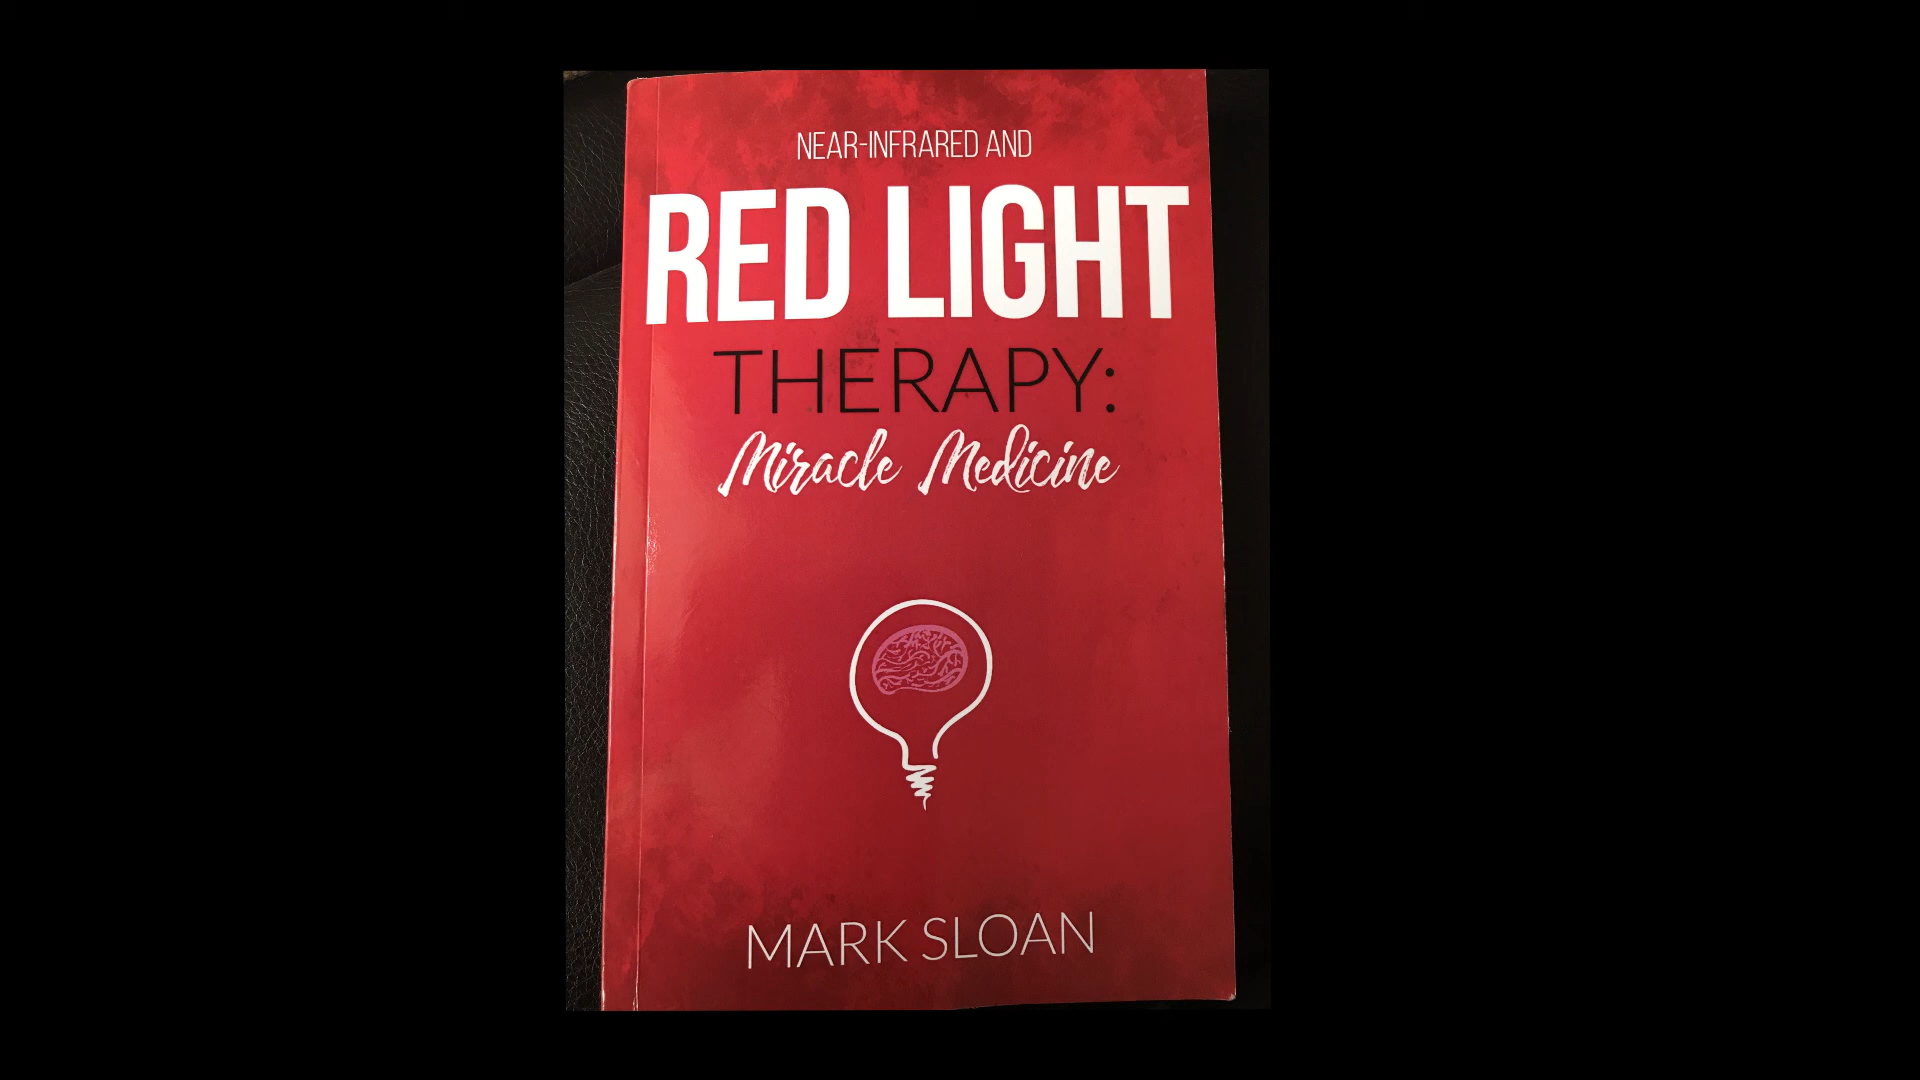 NEAR-INFRARED AND
RED LIGHT
THERAPY:
Miracle Medicine
MARK SLOAN